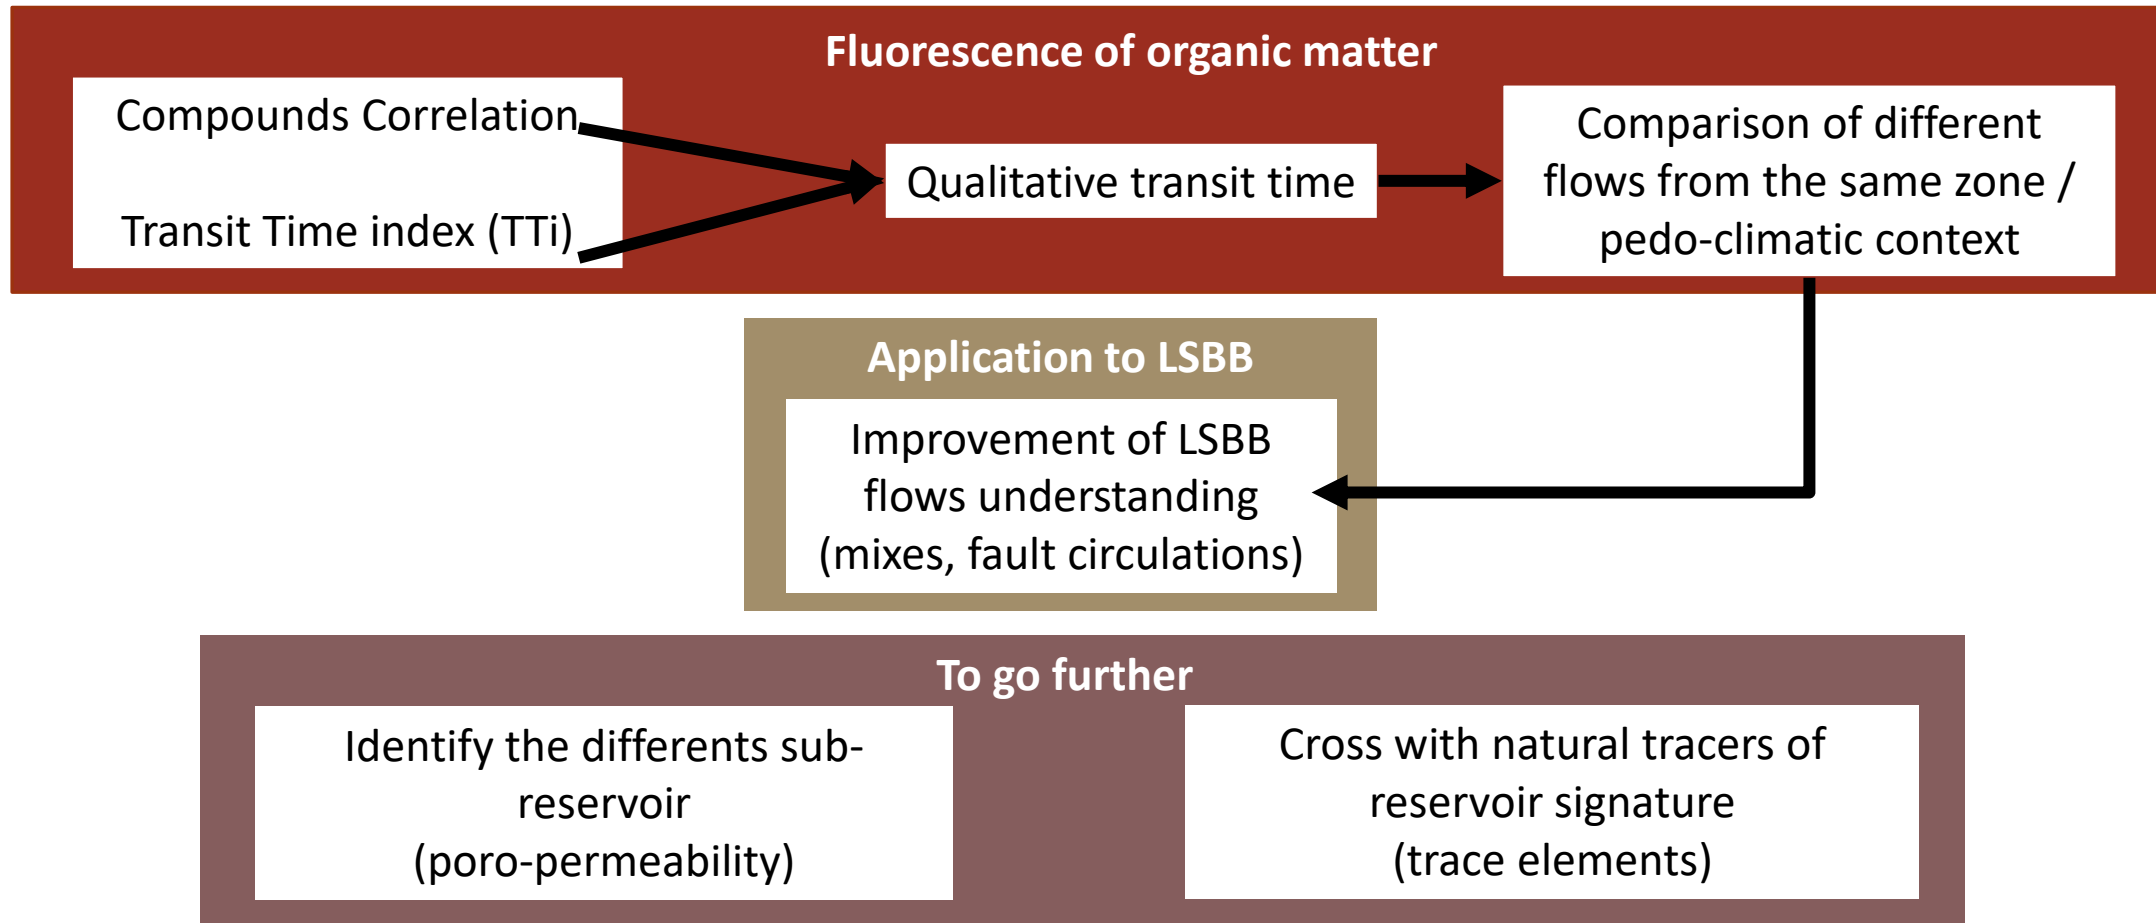 Fluorescence of organic matter
Compounds Correlation
Transit Time index (TTi)
Qualitative transit time
Comparison of different
flows from the same zone /
pedo-climatic context
Application to LSBB
Improvement of LSBB
flows understanding
(mixes, fault circulations)
To go further
Identify the differents sub-
reservoir
(poro-permeability)
Cross with natural tracers of
reservoir signature
(trace elements)